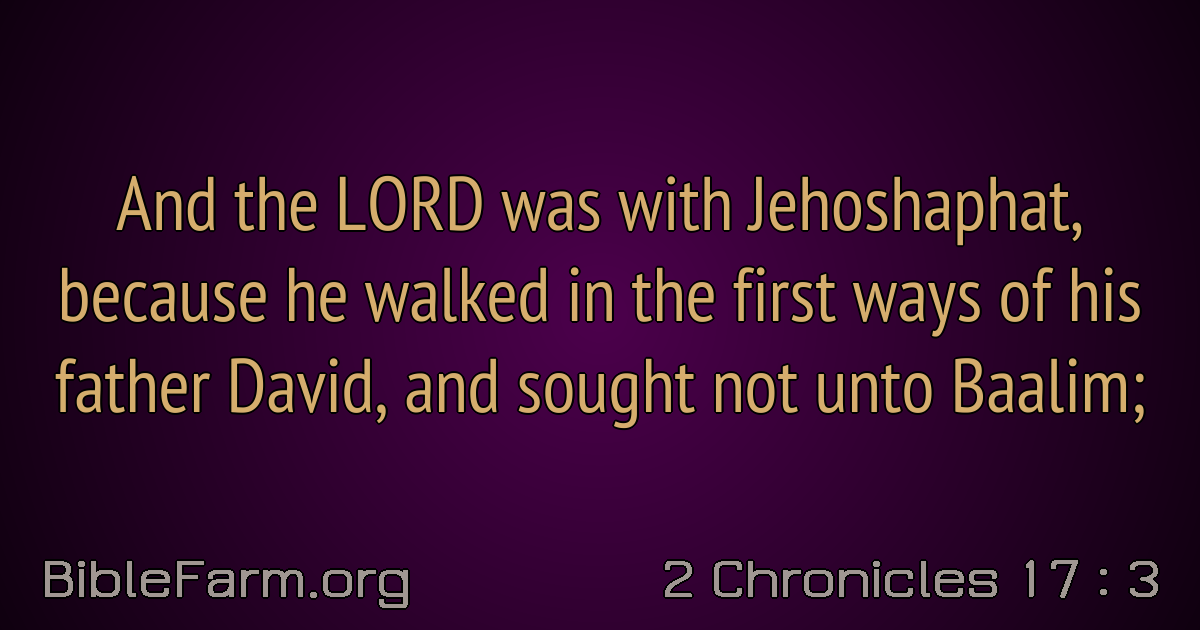 And the LORD was with Jehoshaphat,
because he walked in the first ways of his
father David, and sought not unto Baalim;
BibleFarm.org
2 Chronicles 17 : 3